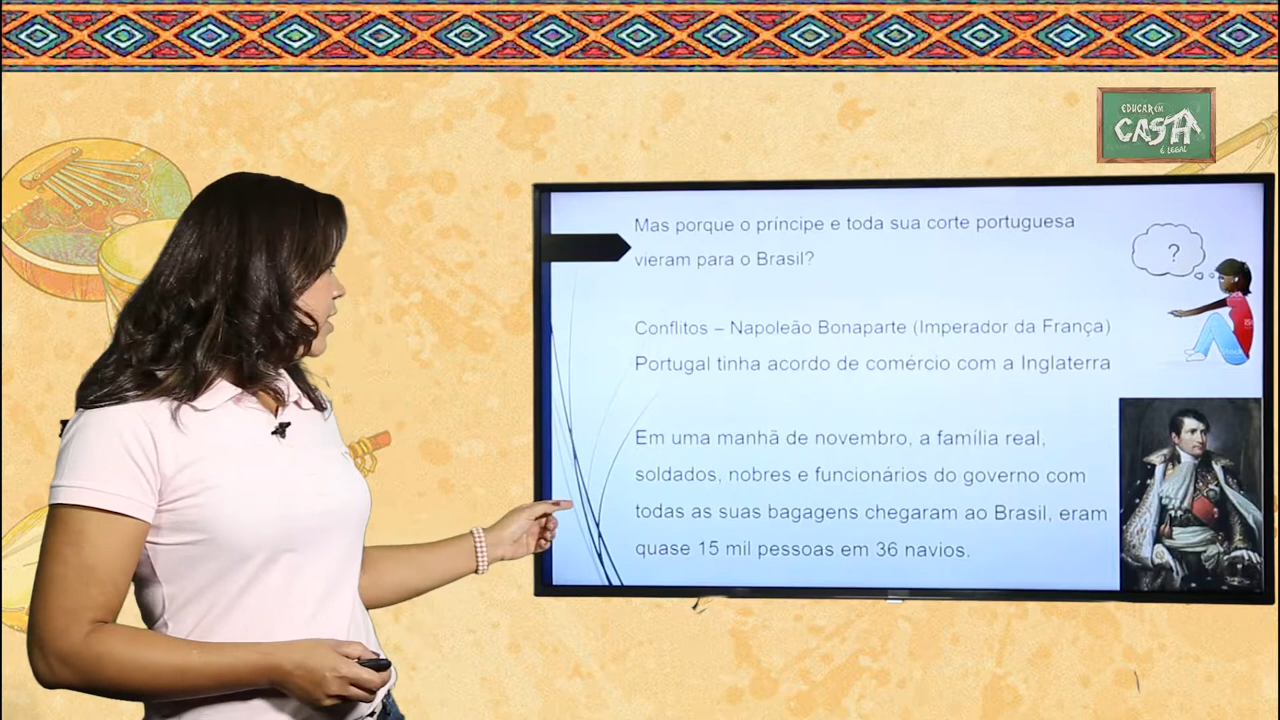 EDUCAR EM
CASA
É LEGAL
Mas porque o príncipe e toda sua corte portuguesa
vieram para o Brasil?
?
Conflitos – Napoleão Bonaparte (Imperador da França)
Portugal tinha acordo de comércio com a Inglaterra
Em uma manhã de novembro, a família real,
soldados, nobres e funcionários do governo com
todas as suas bagagens chegaram ao Brasil, eram
quase 15 mil pessoas em 36 navios.